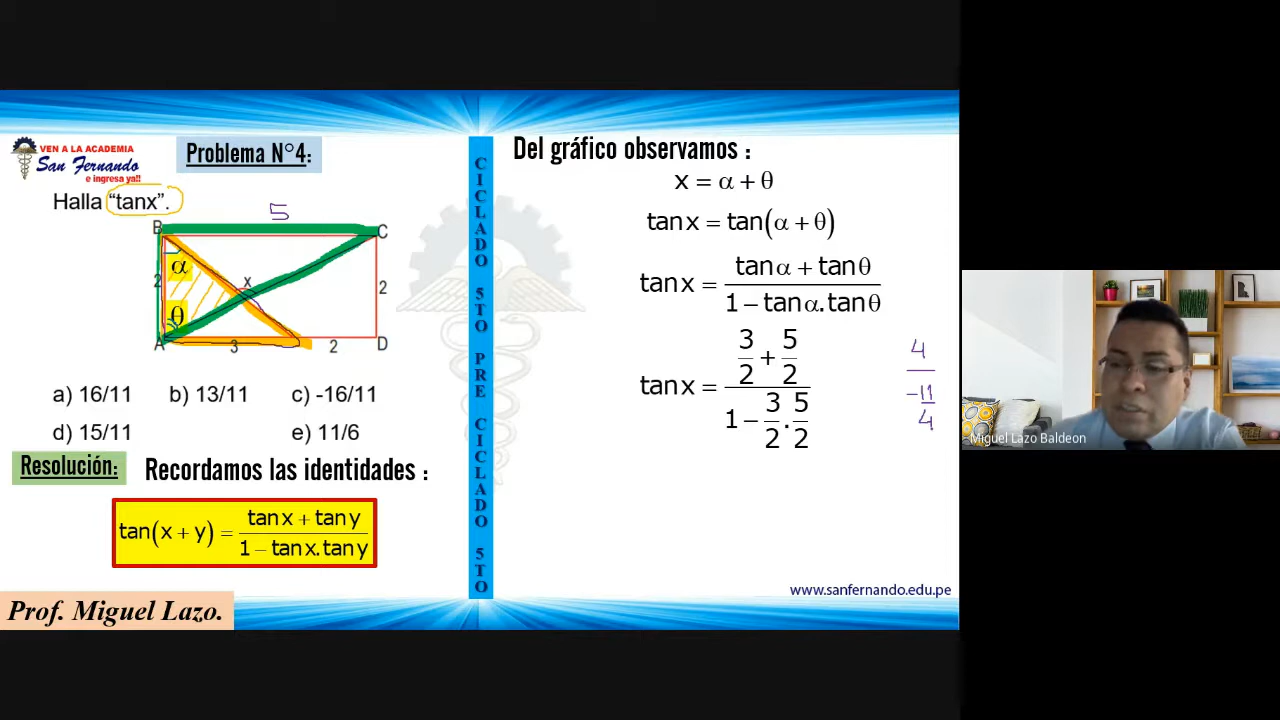 VEN A LA ACADEMIA
San Fernando
e ingresa ya!!
Problema N°4:
Halla “tanx”.
5
B
C
α
x
2
2
θ
A
3
2
D
a) 16/11 b) 13/11 c) -16/11
d) 15/11 e) 11/6
Resolución:
Recordamos las identidades :
tan(x + y) = (tanx + tany)/(1 − tanx.tany)
Prof. Miguel Lazo.
CICLADO 5TO PRE CICLADO 5TO
Del gráfico observamos :
x = α + θ
tanx = tan(α + θ)
tanx = (tanα + tanθ)/(1 − tanα.tanθ)
tanx = (3/2 + 5/2)/(1 − 3/2 . 5/2)
4
-11
4
www.sanfernando.edu.pe
Miguel Lazo Baldeon